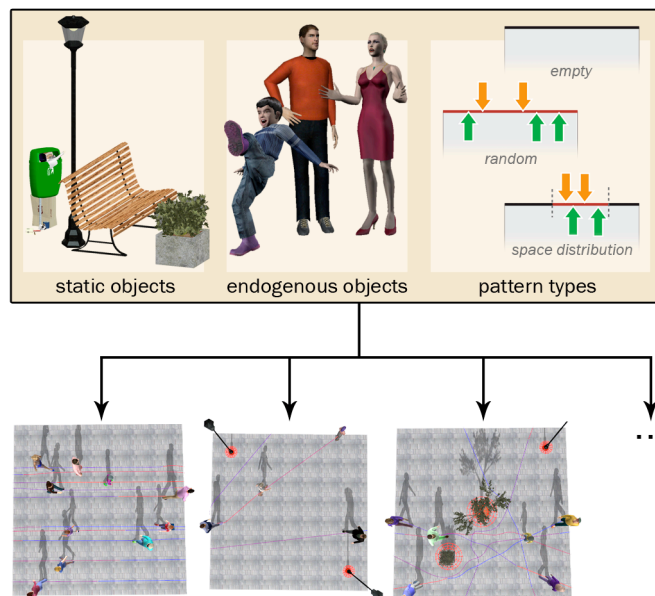 empty
random
space distribution
static objects
endogenous objects
pattern types
...